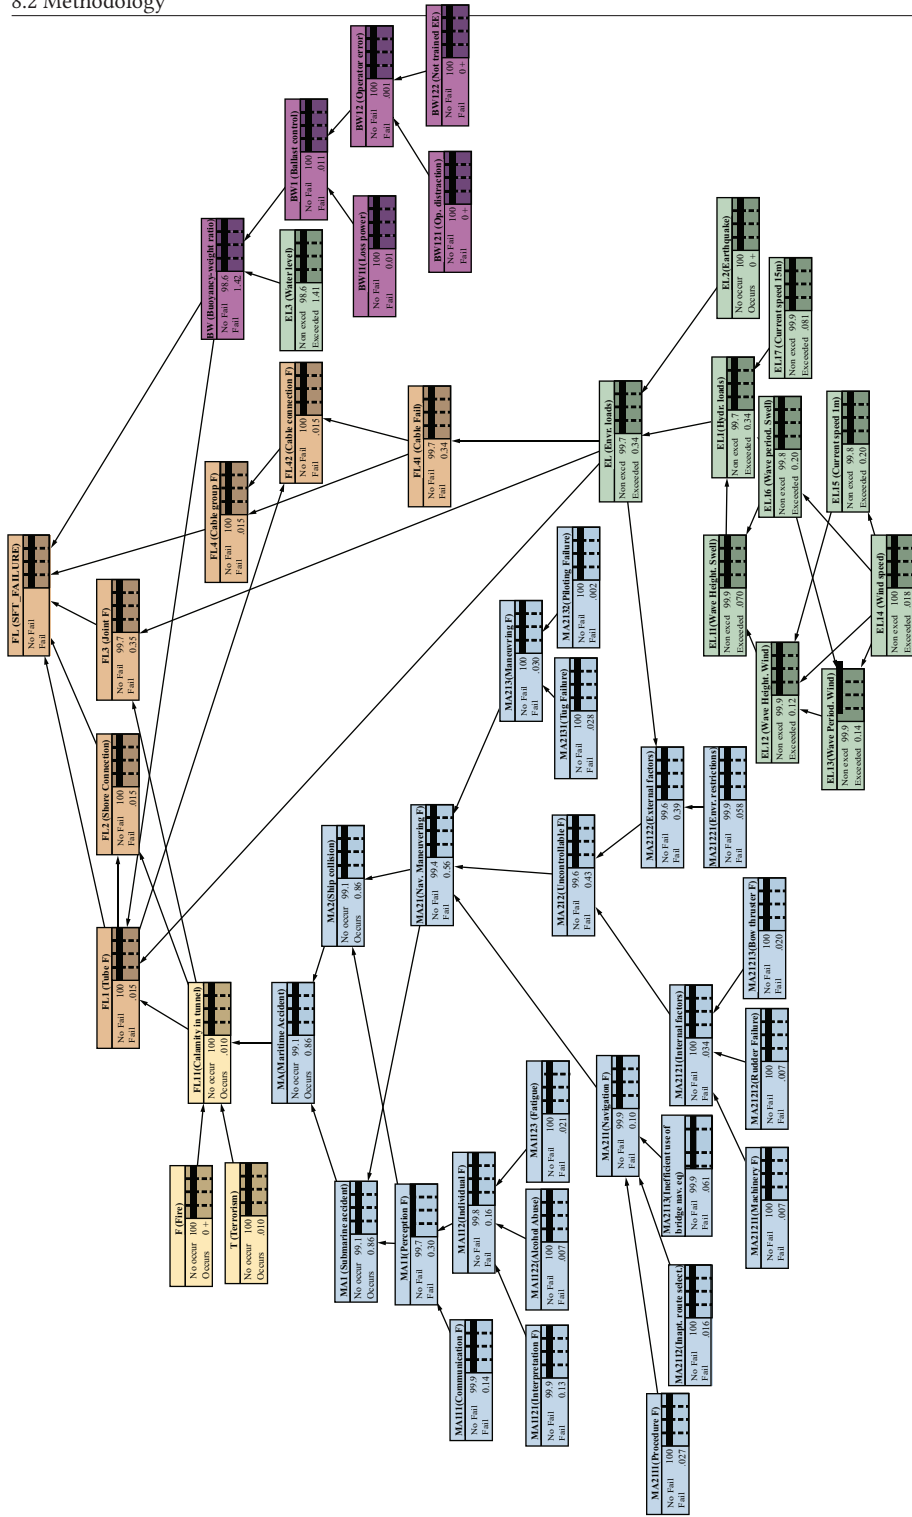 8.2 Methodology
FL (SFT_FAILURE)
No Fail
Fail
FL1 (Tube F)
No Fail 100
Fail .015
FL2 (Shore Connection)
No Fail 100
Fail .015
FL3 (Joint F)
No Fail 99.7
Fail 0.35
FL4 (Cable group F)
No Fail 100
Fail .015
FL42 (Cable connection F)
No Fail 100
Fail .015
FL41 (Cable Fail)
No Fail 99.7
Fail 0.34
BW (Buoyancy-weight ratio)
No Fail 98.6
Fail 1.42
EL3 (Water level)
Non excd 98.6
Exceeded 1.41
BW1 (Ballast control)
No Fail 100
Fail .011
BW11(Loss power)
No Fail 100
Fail 0.01
BW12 (Operator error)
No Fail 100
Fail .001
BW121 (Op. distraction)
No Fail 100
Fail 0 +
BW122 (Not trained EE)
No Fail 100
Fail 0 +
F (Fire)
No occur 100
Occurs 0 +
T (Terrorism)
No occur 100
Occurs .010
FL11(Calamity in tunnel)
No occur 100
Occurs .010
MA(Maritime Accident)
No occur 99.1
Occurs 0.86
MA1 (Submarine accident)
No occur 99.1
Occurs 0.86
MA2(Ship collision)
No occur 99.1
Occurs 0.86
MA11(Perception F)
No Fail 99.7
Fail 0.30
MA21(Nav. Maneuvering F)
No Fail 99.4
Fail 0.56
MA111(Communication F)
No Fail 99.9
Fail 0.14
MA112(Individual F)
No Fail 99.8
Fail 0.16
MA1121(Interpretation F)
No Fail 99.9
Fail 0.13
MA1122(Alcohol Abuse)
No Fail 100
Fail .007
MA1123 (Fatigue)
No Fail 100
Fail .021
MA213(Maneuvring F)
No Fail 100
Fail .030
MA2131(Tug Failure)
No Fail 100
Fail .028
MA2132(Piloting Failure)
No Fail 100
Fail .002
MA212(Uncontrollable F)
No Fail 99.6
Fail 0.43
MA211(Navigation F)
No Fail 99.9
Fail 0.10
MA2122(External factors)
No Fail 99.6
Fail 0.39
MA21221(Envr. restrictions)
No Fail 99.9
Fail .058
MA2121(Internal factors)
No Fail 100
Fail .034
MA21211(Machinery F)
No Fail 100
Fail .007
MA21212(Rudder Failure)
No Fail 100
Fail .007
MA21213(Bow thruster F)
No Fail 100
Fail .020
MA2111(Procedure F)
No Fail 100
Fail .027
MA2112(Inapt. route select.)
No Fail 100
Fail .016
MA2113(Inefficient use of
bridge nav. eq)
No Fail 99.9
Fail .061
EL (Envr. loads)
Non excd 99.7
Exceeded 0.34
EL2(Earthquake)
No occur 100
Occurs 0 +
EL1(Hydr. loads)
Non excd 99.7
Exceeded 0.34
EL17 (Current speed 15m)
Non excd 99.9
Exceeded .081
EL11(Wave Height. Swell)
Non excd 99.9
Exceeded .070
EL16 (Wave period. Swell)
Non excd 99.8
Exceeded 0.20
EL12 (Wave Height. Wind)
Non excd 99.9
Exceeded 0.12
EL15 (Current speed 1m)
Non excd 99.8
Exceeded 0.20
EL13(Wave Period. Wind)
Non excd 99.9
Exceeded 0.14
EL14 (Wind speed)
Non excd 100
Exceeded .018